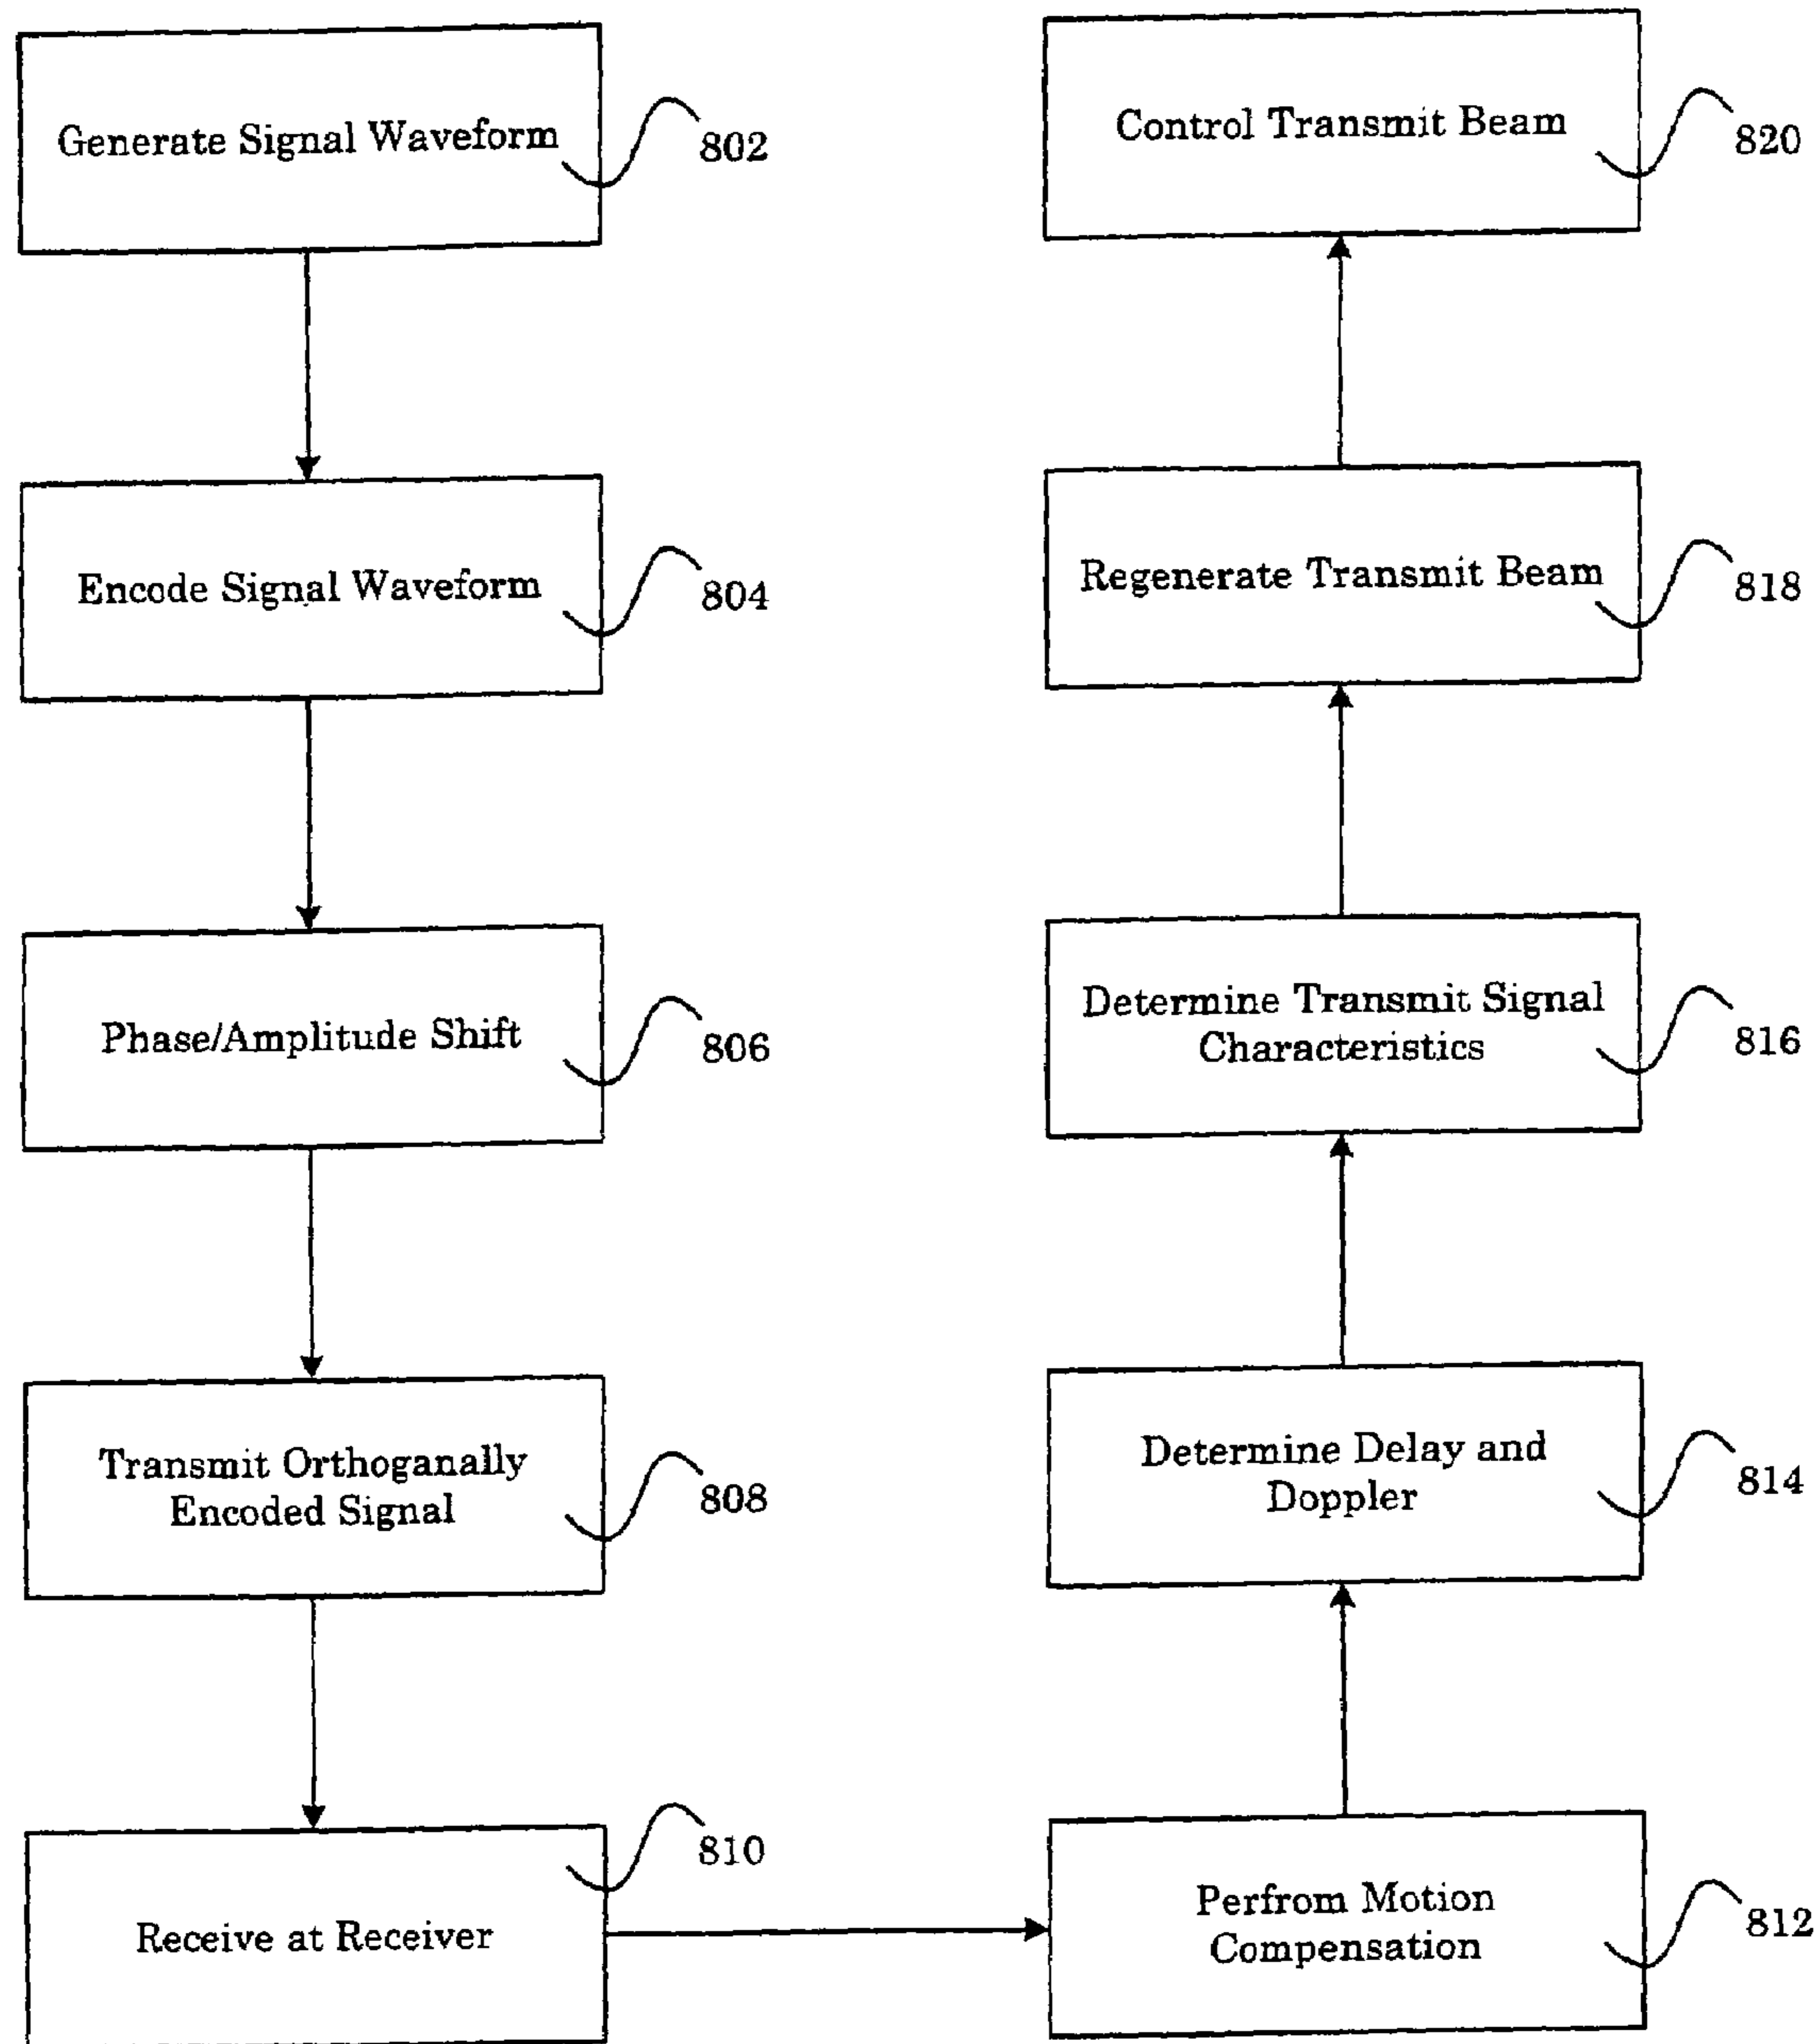 Generate Signal Waveform
802
Encode Signal Waveform
804
Phase/Amplitude Shift
806
Transmit Orthoganally
Encoded Signal
808
Receive at Receiver
810
Perfrom Motion
Compensation
812
Determine Delay and
Doppler
814
Determine Transmit Signal
Characteristics
816
Regenerate Transmit Beam
818
Control Transmit Beam
820